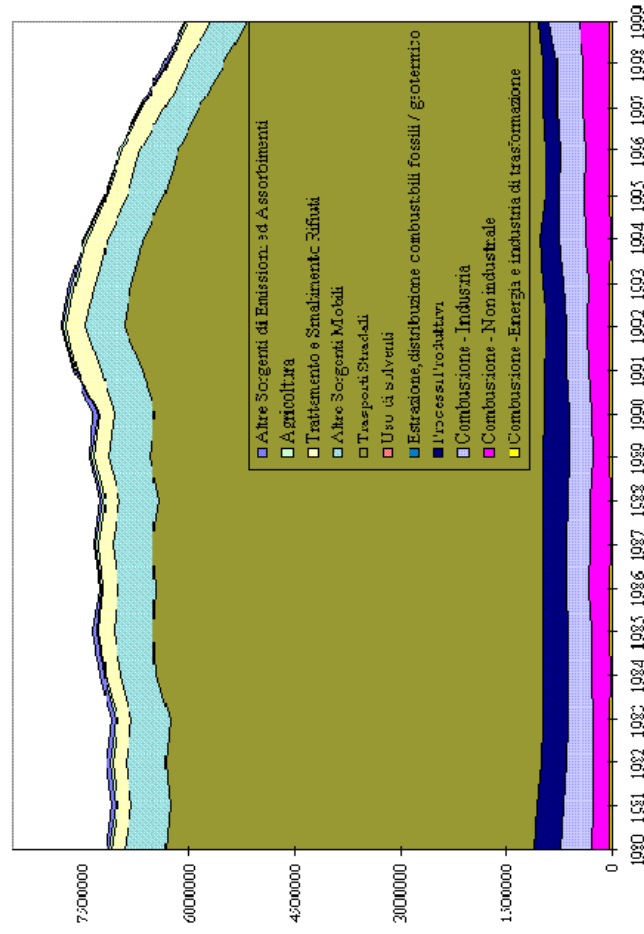 7500000
6000000
4500000
3000000
1500000
0
Altre Sorgenti di Emissioni ed Assorbimenti
Agricoltura
Trattamento e Smaltimento Rifiuti
Altre Sorgenti Mobili
Trasporti Stradali
Uso di solventi
Estrazione, distribuzione combustibili fossili / geotermico
Processi Produttivi
Combustione - Industria
Combustione - Non industriale
Combustione - Energia e industria di trasformazione
1980 1981 1982 1983 1984 1985 1986 1987 1988 1989 1990 1991 1992 1993 1994 1995 1996 1997 1998 1999